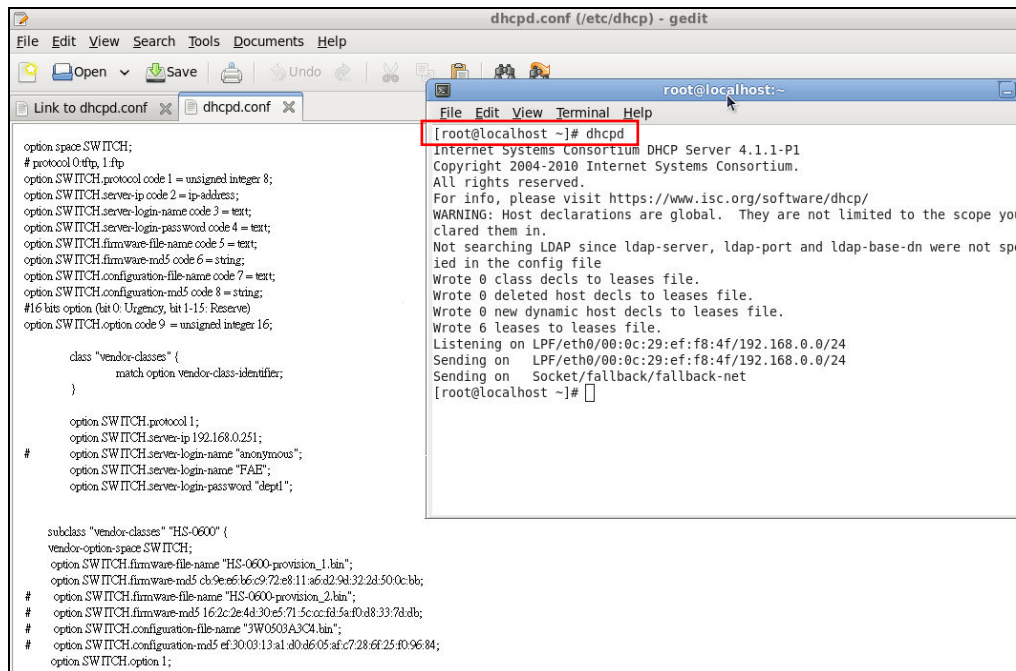 dhcpd.conf (/etc/dhcp) - gedit
File Edit View Search Tools Documents Help
Open Save Undo
Link to dhcpd.conf dhcpd.conf
option space SWITCH;
# protocol 0:tftp, 1:ftp
option SWITCH.protocol code 1 = unsigned integer 8;
option SWITCH.server-ip code 2 = ip-address;
option SWITCH.server-login-name code 3 = text;
option SWITCH.server-login-password code 4 = text;
option SWITCH.firmware-file-name code 5 = text;
option SWITCH.firmware-md5 code 6 = string;
option SWITCH.configuration-file-name code 7 = text;
option SWITCH.configuration-md5 code 8 = string;
#16 bits option (bit 0: Urgency, bit 1-15: Reserve)
option SWITCH.option code 9 = unsigned integer 16;
class "vendor-classes" {
match option vendor-class-identifier;
}
option SWITCH.protocol 1;
option SWITCH.server-ip 192.168.0.251;
# option SWITCH.server-login-name "anonymous";
option SWITCH.server-login-name "FAE";
option SWITCH.server-login-password "dept1";
subclass "vendor-classes" "HS-0600" {
vendor-option-space SWITCH;
option SWITCH.firmware-file-name "HS-0600-provision_1.bin";
option SWITCH.firmware-md5 cb:9e:e6:b6:c9:72:e8:11:a6:d2:9d:32:2d:50:0c:bb;
# option SWITCH.firmware-file-name "HS-0600-provision_2.bin";
# option SWITCH.firmware-md5 16:2c:2e:4d:30:e5:71:5c:cc:fd:5a:f0:d8:33:7d:db;
# option SWITCH.configuration-file-name "3W0503A3C4.bin";
# option SWITCH.configuration-md5 ef:30:03:13:a1:d0:d6:05:af:c7:28:6f:25:f0:96:84;
option SWITCH.option 1;
root@localhost:~
File Edit View Terminal Help
[root@localhost ~]# dhcpd
Internet Systems Consortium DHCP Server 4.1.1-P1
Copyright 2004-2010 Internet Systems Consortium.
All rights reserved.
For info, please visit https://www.isc.org/software/dhcp/
WARNING: Host declarations are global.  They are not limited to the scope you
clared them in.
Not searching LDAP since ldap-server, ldap-port and ldap-base-dn were not spe
ied in the config file
Wrote 0 class decls to leases file.
Wrote 0 deleted host decls to leases file.
Wrote 0 new dynamic host decls to leases file.
Wrote 6 leases to leases file.
Listening on LPF/eth0/00:0c:29:ef:f8:4f/192.168.0.0/24
Sending on   LPF/eth0/00:0c:29:ef:f8:4f/192.168.0.0/24
Sending on   Socket/fallback/fallback-net
[root@localhost ~]#